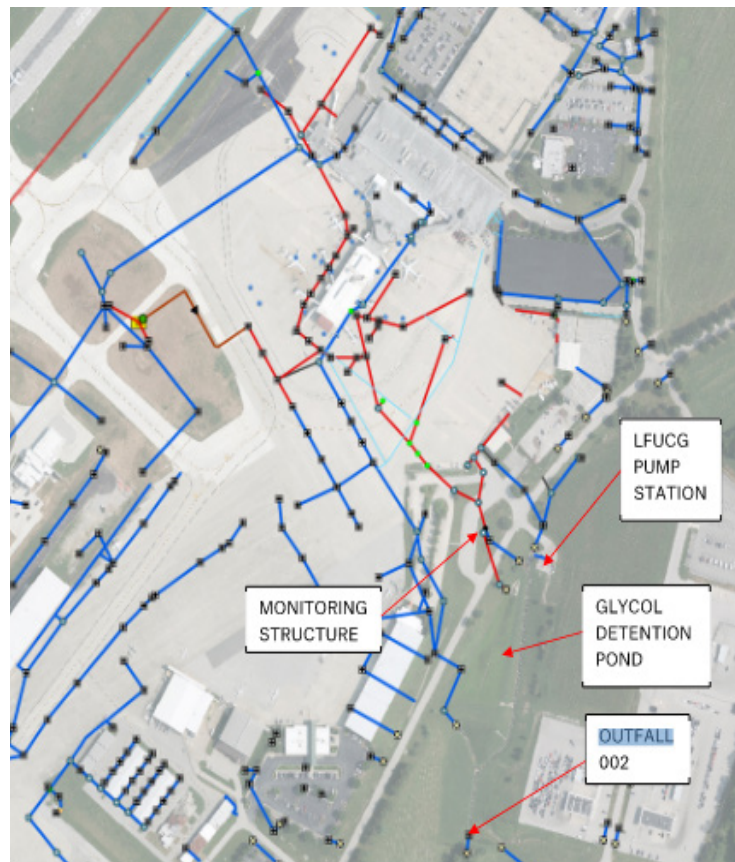 LFUCG
PUMP
STATION
MONITORING
STRUCTURE
GLYCOL
DETENTION
POND
OUTFALL
002